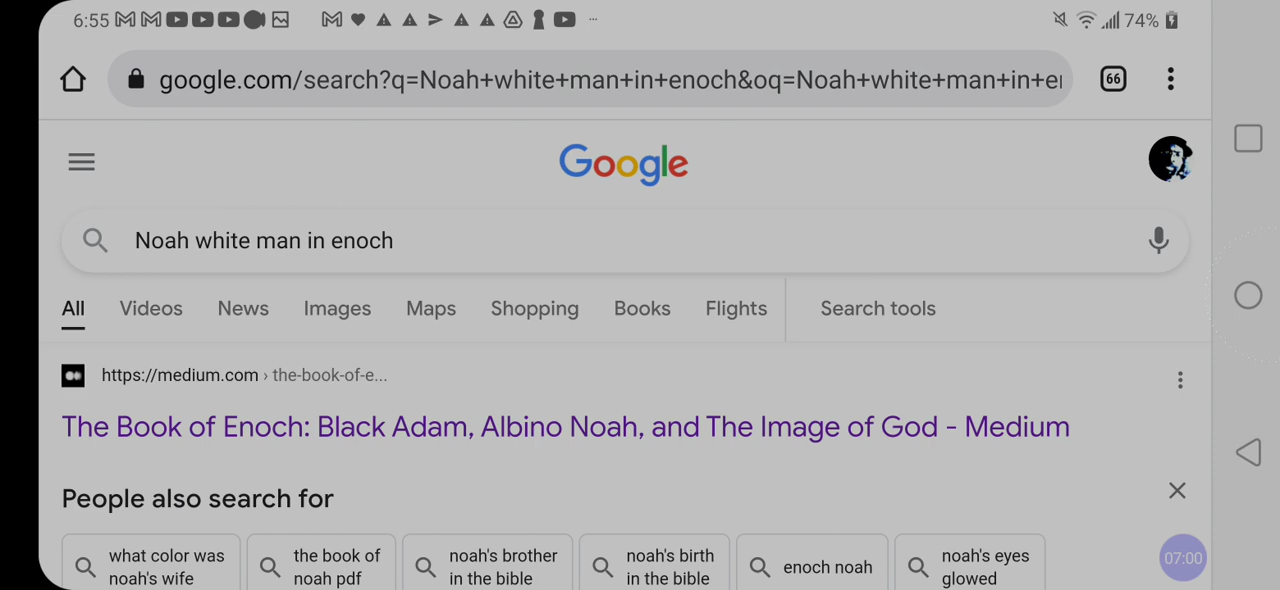 6:55
74%
google.com/search?q=Noah+white+man+in+enoch&oq=Noah+white+man+in+e
66
Google
Noah white man in enoch
All Videos News Images Maps Shopping Books Flights Search tools
https://medium.com › the-book-of-e...
The Book of Enoch: Black Adam, Albino Noah, and The Image of God - Medium
People also search for
what color was noah's wife
the book of noah pdf
noah's brother in the bible
noah's birth in the bible
enoch noah
noah's eyes glowed
07:00